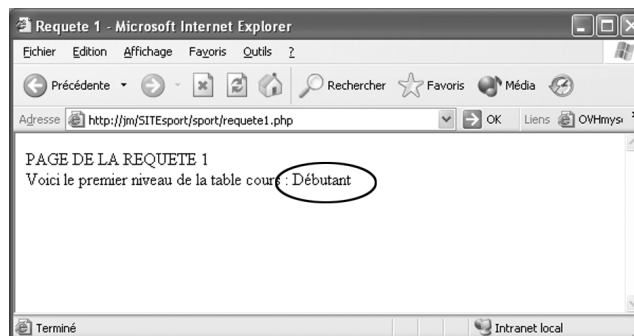 Requete 1 - Microsoft Internet Explorer
Fichier Edition Affichage Favoris Outils ?
Précédente Rechercher Favoris Média
Adresse http://jm/SITEsport/sport/requete1.php OK Liens OVHmysc
PAGE DE LA REQUETE 1
Voici le premier niveau de la table cours : Débutant
Terminé Intranet local